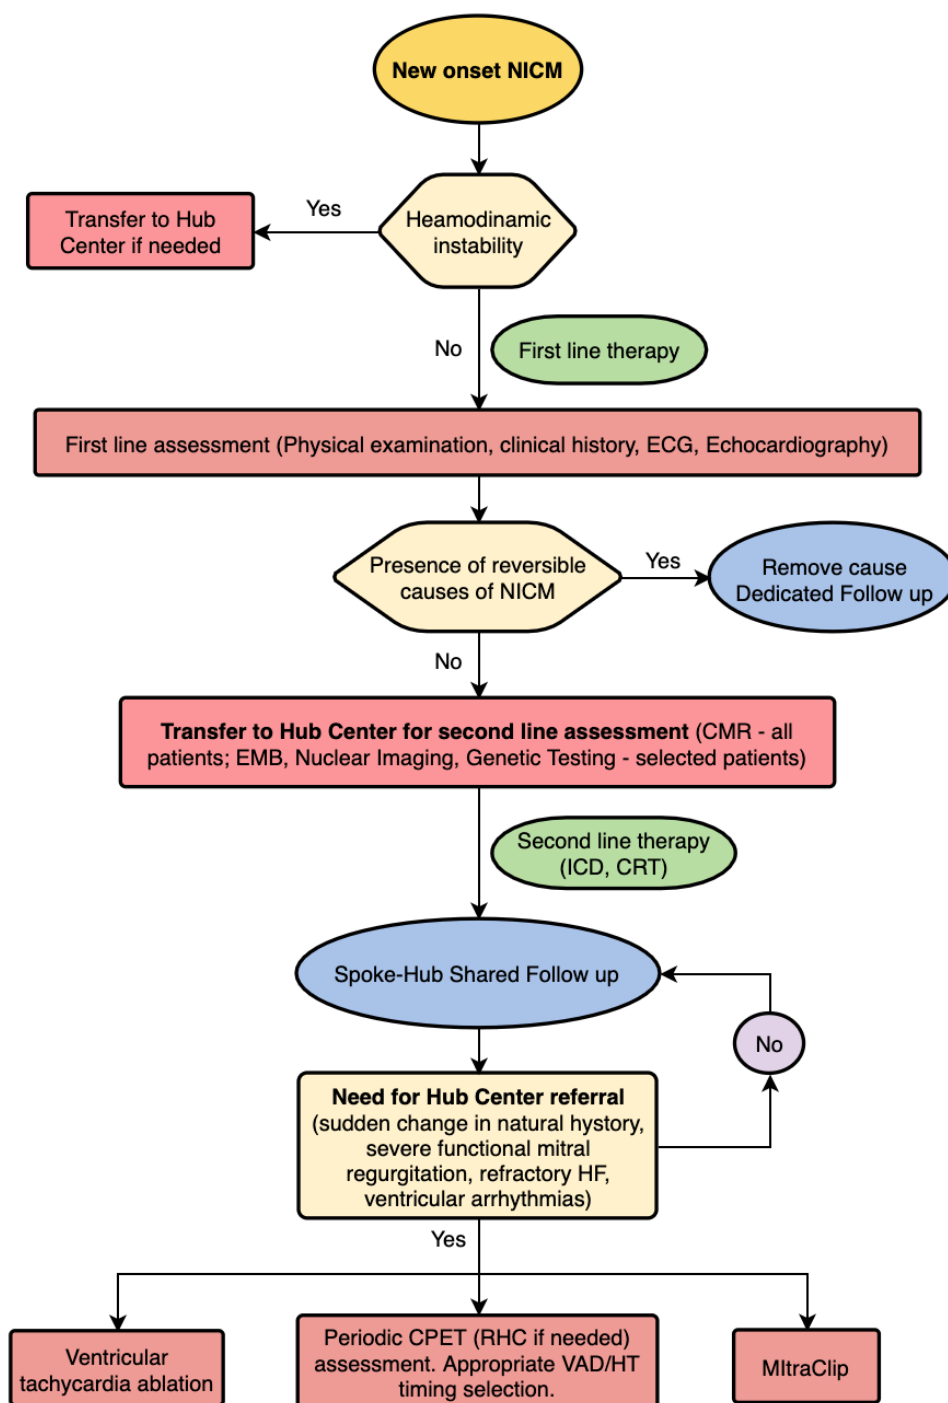 New onset NICM
Heamodinamic
instability
Yes
Transfer to Hub
Center if needed
No
First line therapy
First line assessment (Physical examination, clinical history, ECG, Echocardiography)
Presence of reversible
causes of NICM
Yes
Remove cause
Dedicated Follow up
No
Transfer to Hub Center for second line assessment (CMR - all
patients; EMB, Nuclear Imaging, Genetic Testing - selected patients)
Second line therapy
(ICD, CRT)
Spoke-Hub Shared Follow up
No
Need for Hub Center referral
(sudden change in natural hystory,
severe functional mitral
regurgitation, refractory HF,
ventricular arrhythmias)
Yes
Ventricular
tachycardia ablation
Periodic CPET (RHC if needed)
assessment. Appropriate VAD/HT
timing selection.
MItraClip